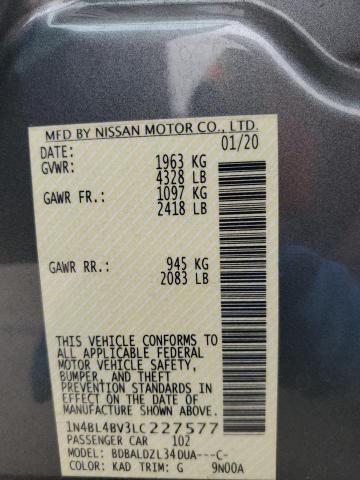 MFD BY NISSAN MOTOR CO., LTD.
DATE: 01/20
GVWR: 1963 KG
4328 LB
GAWR FR.: 1097 KG
2418 LB
GAWR RR.: 945 KG
2083 LB
THIS VEHICLE CONFORMS TO
ALL APPLICABLE FEDERAL
MOTOR VEHICLE SAFETY,
BUMPER, AND THEFT
PREVENTION STANDARDS IN
EFFECT ON THE DATE OF
MANUFACTURE SHOWN ABOVE.
1N4BL4BV3LC227577
PASSENGER CAR 102
MODEL: BDBALDZL34DUA---C-
COLOR: KAD TRIM: G 9N00A